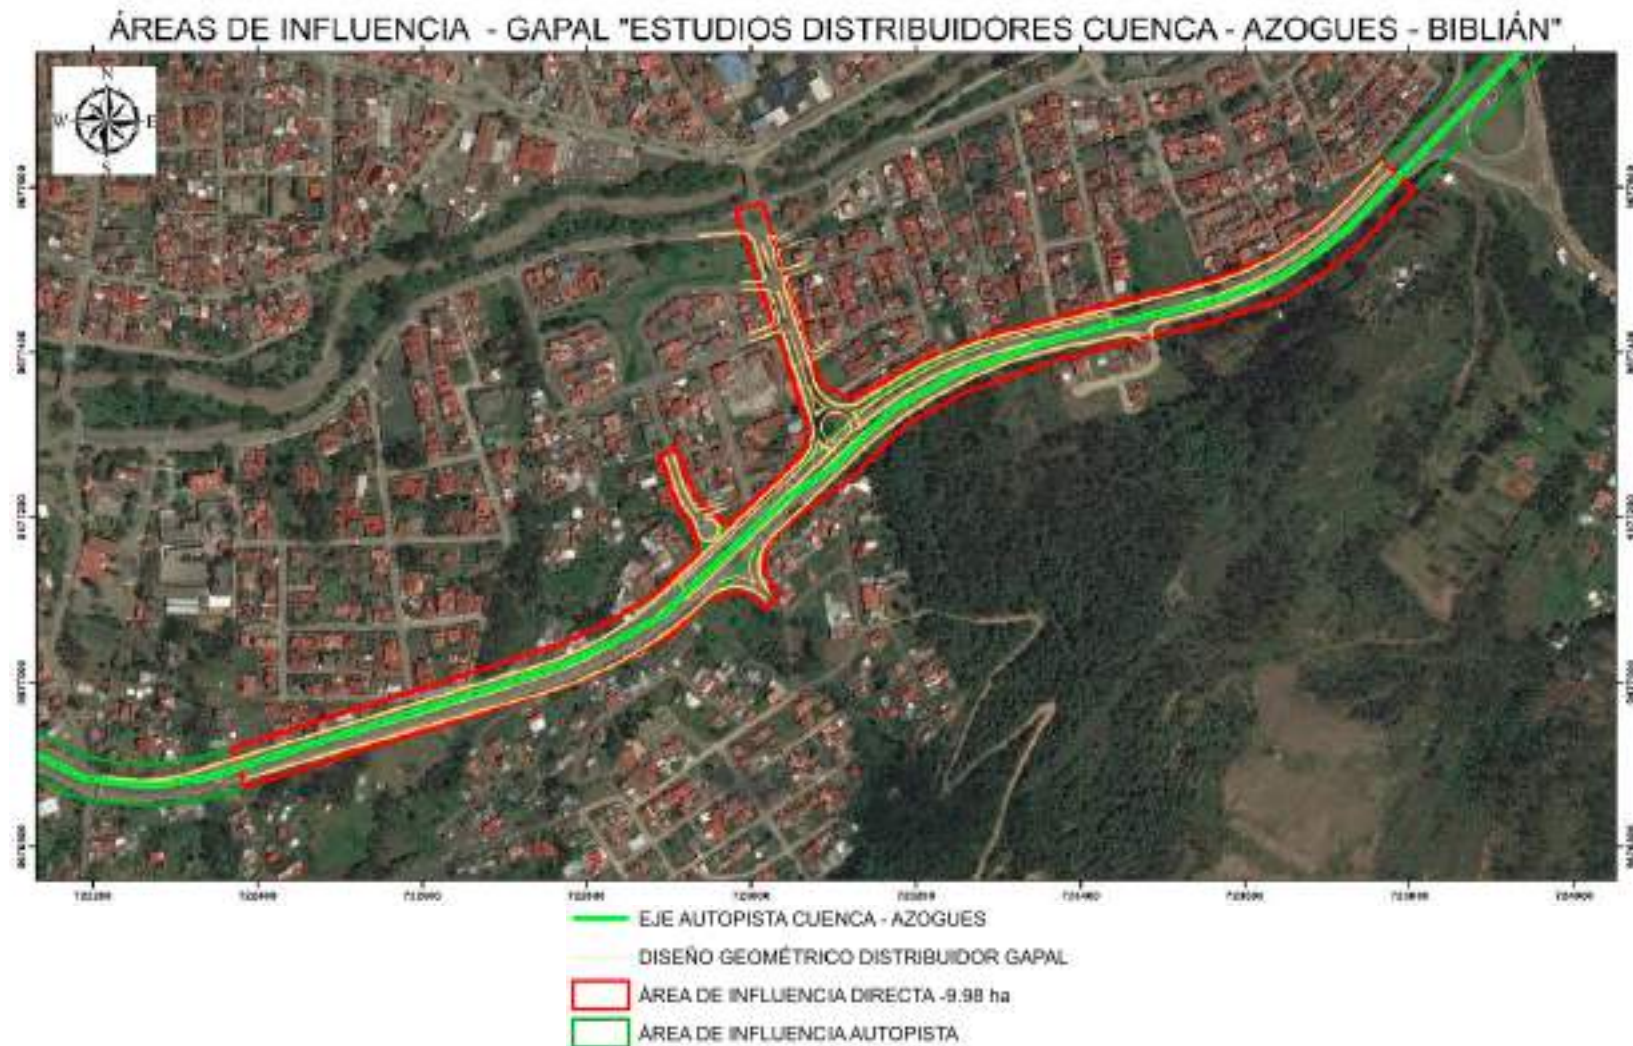 ÁREAS DE INFLUENCIA - GAPAL "ESTUDIOS DISTRIBUIDORES CUENCA - AZOGUES - BIBLIÁN"
N
W E
S
EJE AUTOPISTA CUENCA - AZOGUES
DISEÑO GEOMÉTRICO DISTRIBUIDOR GAPAL
ÁREA DE INFLUENCIA DIRECTA -9.98 ha
ÁREA DE INFLUENCIA AUTOPISTA